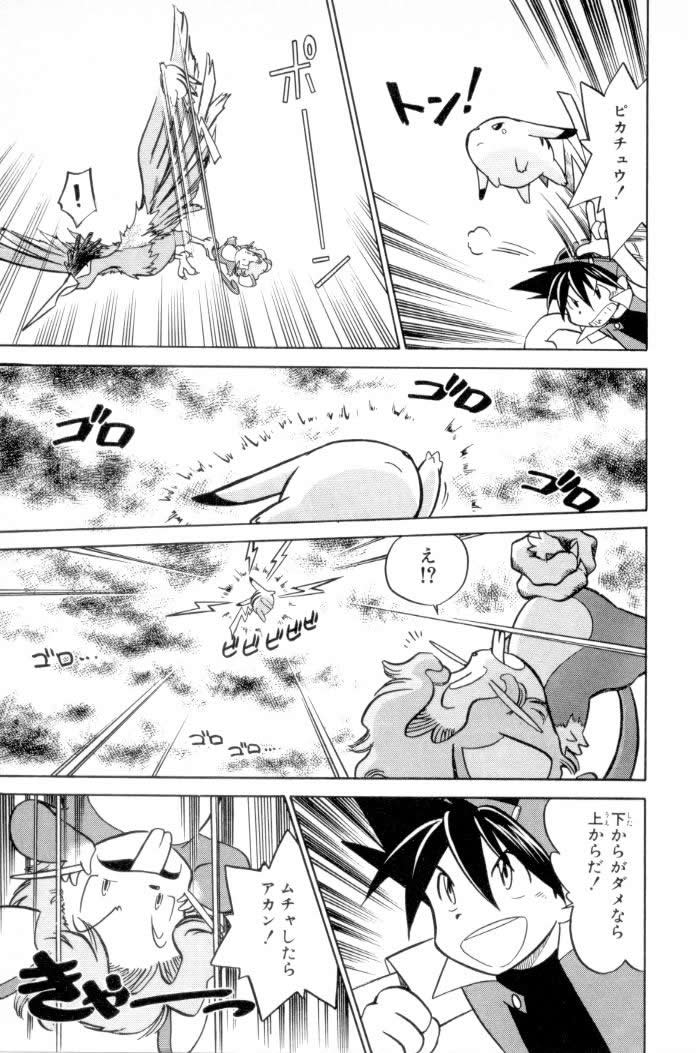 ピカチュウ！
トン！
ポーン
！
ゴロ
ゴロ
ゴロ
え!?
ビビビビビ
ゴロ…
ゴロ
ゴロ…
下からがダメなら
上からだ！
ムチャしたら
アカン！
きゃーーっ